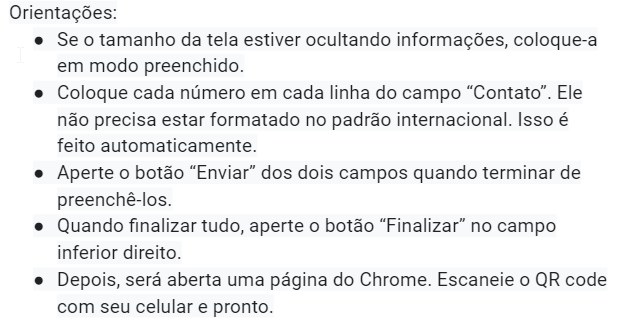 Orientações:
● Se o tamanho da tela estiver ocultando informações, coloque-a
em modo preenchido.
● Coloque cada número em cada linha do campo “Contato”. Ele
não precisa estar formatado no padrão internacional. Isso é
feito automaticamente.
● Aperte o botão “Enviar” dos dois campos quando terminar de
preenchê-los.
● Quando finalizar tudo, aperte o botão “Finalizar” no campo
inferior direito.
● Depois, será aberta uma página do Chrome. Escaneie o QR code
com seu celular e pronto.